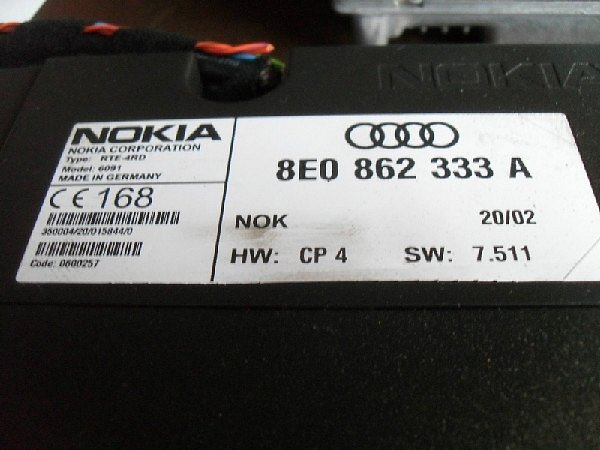 NOKIA
NOKIA
NOKIA CORPORATION
Type: RTE-4RD
Model: 6091
MADE IN GERMANY
CE 168
350004/20/015844/0
Code: 0800257
8E0 862 333 A
NOK 20/02
HW: CP 4 SW: 7.511